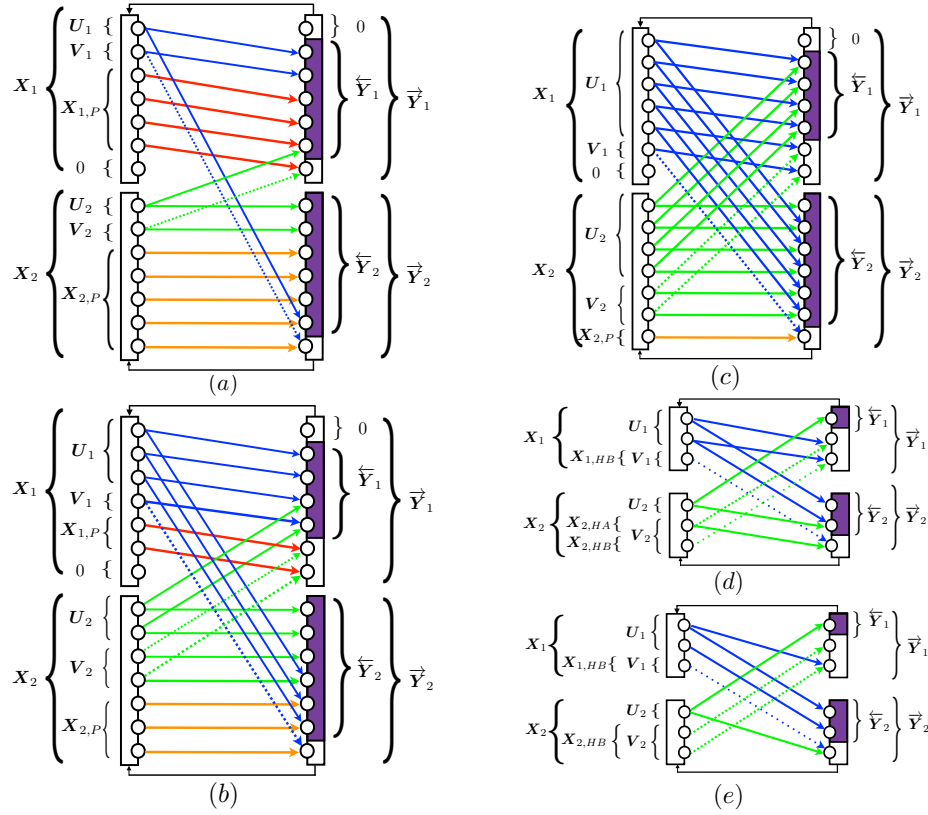 X₁
U₁ {
V₁ {
X₁,P {
0 {
} 0
} ←Y₁
} →Y₁
X₂
U₂ {
V₂ {
X₂,P {
} ←Y₂
} →Y₂
(a)
X₁
U₁ {
V₁ {
X₁,P {
0 {
} 0
} ←Y₁
} →Y₁
X₂
U₂ {
V₂ {
X₂,P {
} ←Y₂
} →Y₂
(b)
X₁
U₁ {
V₁ {
0 {
} 0
} ←Y₁
} →Y₁
X₂
U₂ {
V₂ {
X₂,P {
} ←Y₂
} →Y₂
(c)
X₁
U₁ {
X₁,HB { V₁ {
} ←Y₁
} →Y₁
X₂
U₂ {
X₂,HA {
V₂ {
X₂,HB {
} ←Y₂
} →Y₂
(d)
X₁
U₁ {
X₁,HB { V₁ {
} ←Y₁
} →Y₁
X₂
U₂ {
X₂,HB { V₂ {
} ←Y₂
} →Y₂
(e)